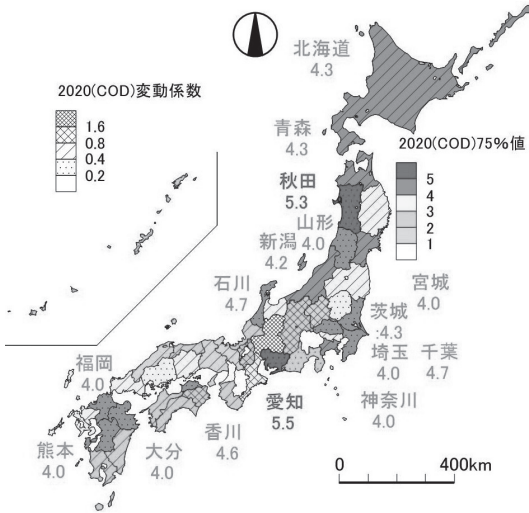 北海道
4.3
2020(COD)変動係数
1.6
0.8
0.4
0.2
青森
4.3
2020(COD)75%値
5
4
3
2
1
秋田
5.3
山形
4.0
新潟
4.2
石川
4.7
宮城
4.0
茨城
4.3
埼玉
4.0
千葉
4.7
神奈川
4.0
福岡
4.0
愛知
5.5
香川
4.6
熊本
4.0
大分
4.0
0
400km